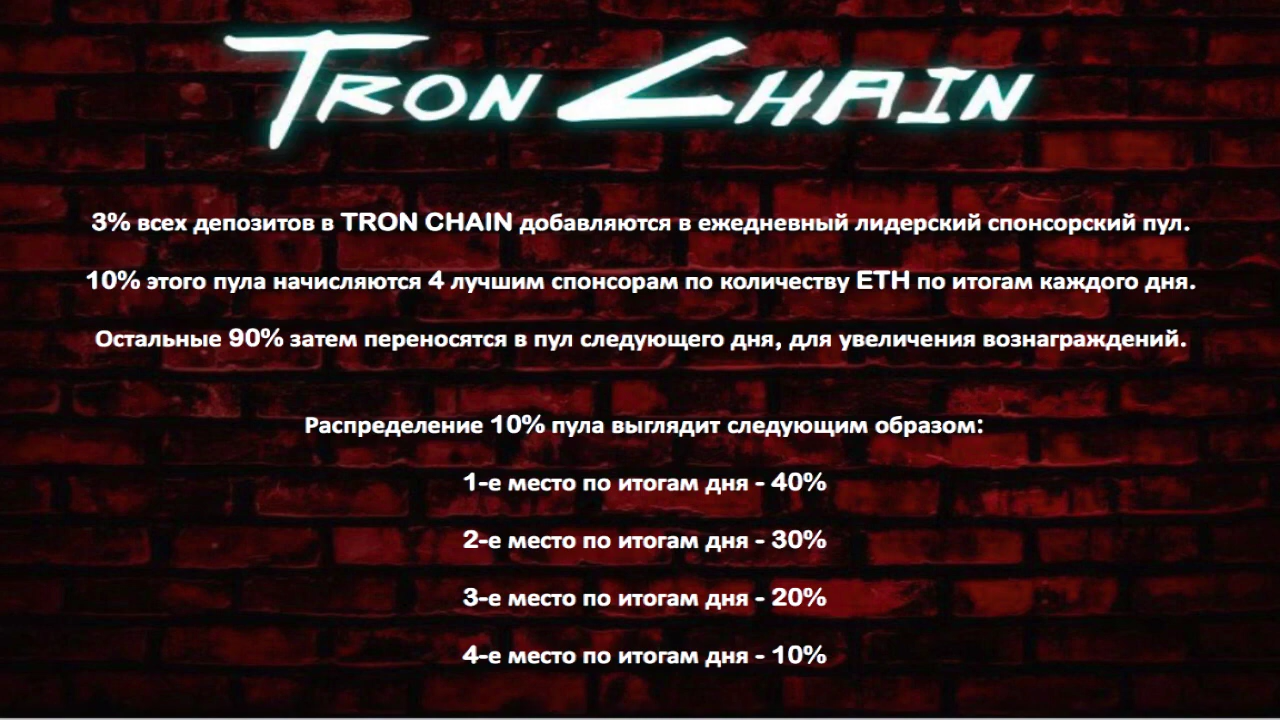 TRON CHAIN
3% всех депозитов в TRON CHAIN добавляются в ежедневный лидерский спонсорский пул.
10% этого пула начисляются 4 лучшим спонсорам по количеству ETH по итогам каждого дня.
Остальные 90% затем переносятся в пул следующего дня, для увеличения вознаграждений.
Распределение 10% пула выглядит следующим образом:
1-е место по итогам дня - 40%
2-е место по итогам дня - 30%
3-е место по итогам дня - 20%
4-е место по итогам дня - 10%